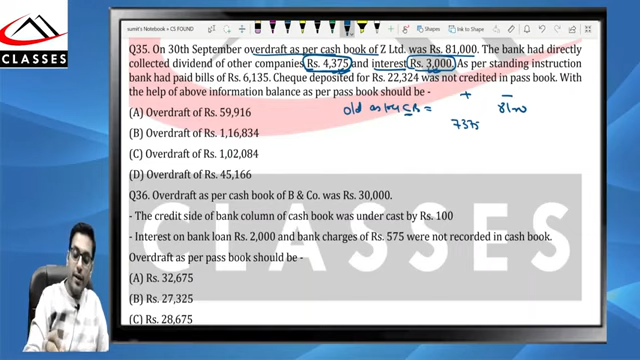 sumit's Notebook » CS FOUND
Shapes
Q35. On 30th September overdraft as per cash book of Z Ltd. was Rs. 81,000. The bank had directly
collected dividend of other companies Rs. 4,375 and interest Rs. 3,000. As per standing instruction
bank had paid bills of Rs. 6,135. Cheque deposited for Rs. 22,324 was not credited in pass book. With
the help of above information balance as per pass book should be -
+ -
(A) Overdraft of Rs. 59,916
o/d as per CB =
7375
(B) Overdraft of Rs. 1,16,834
(C) Overdraft of Rs. 1,02,084
(D) Overdraft of Rs. 45,166
Q36. Overdraft as per cash book of B & Co. was Rs. 30,000.
- The credit side of bank column of cash book was under cast by Rs. 100
- Interest on bank loan Rs. 2,000 and bank charges of Rs. 575 were not recorded in cash book.
Overdraft as per pass book should be -
(A) Rs. 32,675
(B) Rs. 27,325
(C) Rs. 28,675
CLASSES
CLASSES